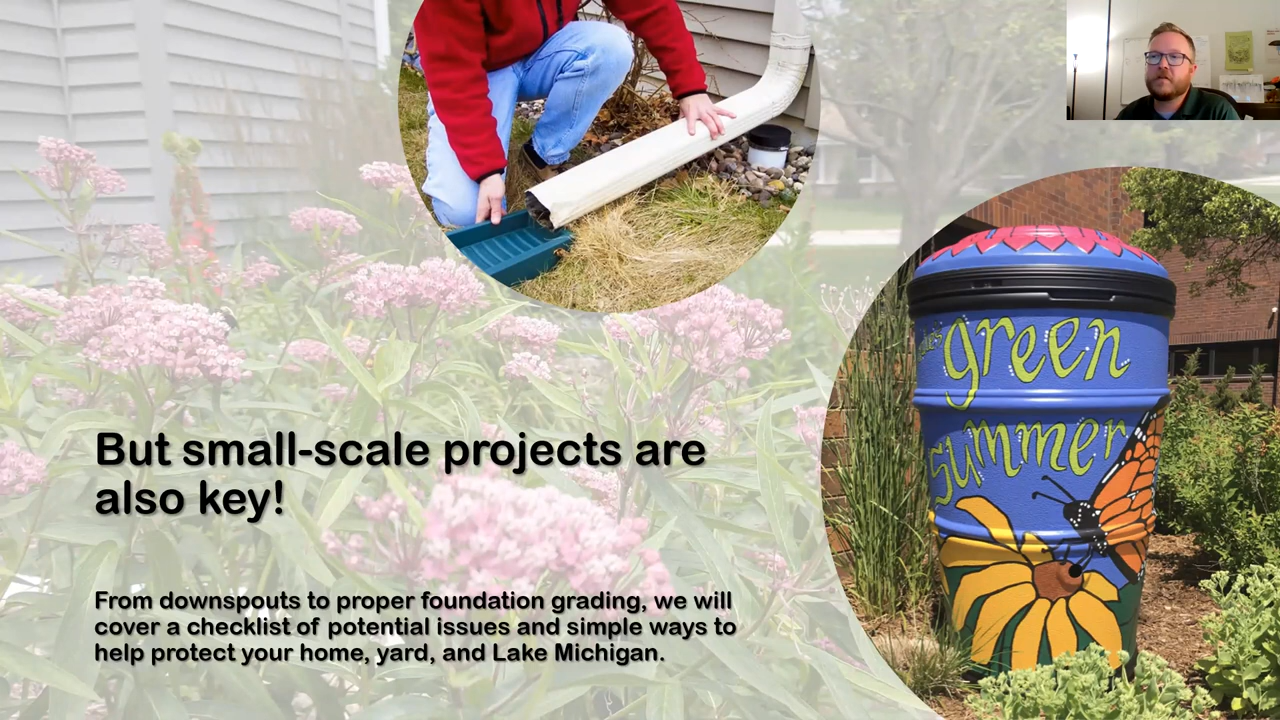 green
summer
But small-scale projects are
also key!
From downspouts to proper foundation grading, we will
cover a checklist of potential issues and simple ways to
help protect your home, yard, and Lake Michigan.